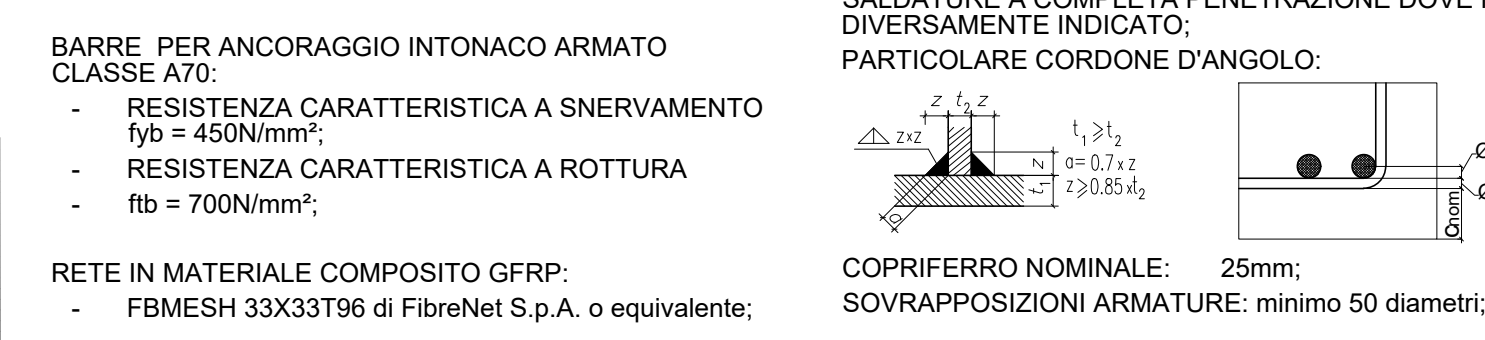 BARRE PER ANCORAGGIO INTONACO ARMATO
CLASSE A70:
- RESISTENZA CARATTERISTICA A SNERVAMENTO
fyb = 450N/mm²;
- RESISTENZA CARATTERISTICA A ROTTURA
- ftb = 700N/mm²;
RETE IN MATERIALE COMPOSITO GFRP:
- FBMESH 33X33T96 di FibreNet S.p.A. o equivalente;
SALDATURE A COMPLETA PENETRAZIONE DOVE
DIVERSAMENTE INDICATO;
PARTICOLARE CORDONE D'ANGOLO:
z t₂ z
zxz
t₁ ≥ t₂
a= 0.7 x z
z ≥ 0.85 xt₂
z
t₁
a
Ø
Ø
Cnom
COPRIFERRO NOMINALE: 25mm;
SOVRAPPOSIZIONI ARMATURE: minimo 50 diametri;